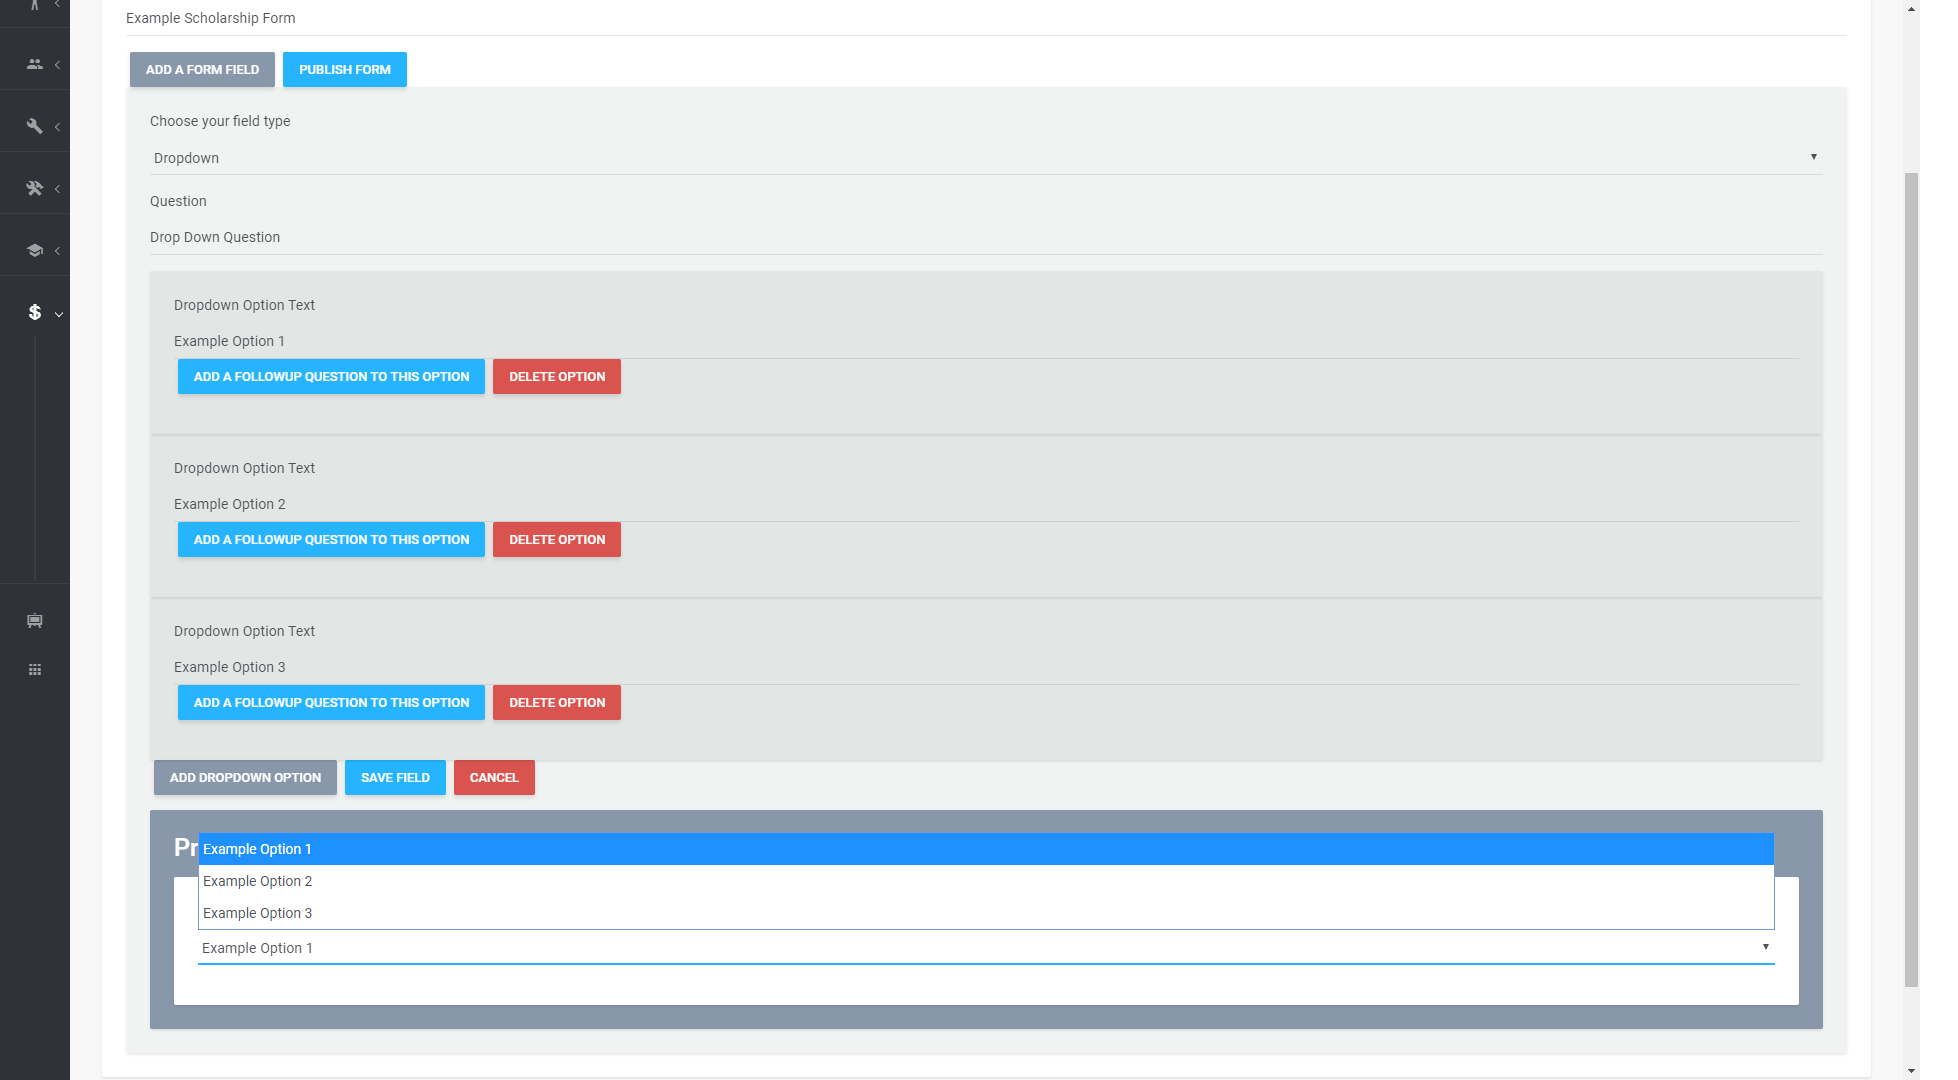 Example Scholarship Form
ADD A FORM FIELD PUBLISH FORM
Choose your field type
Dropdown
Question
Drop Down Question
Dropdown Option Text
Example Option 1
ADD A FOLLOWUP QUESTION TO THIS OPTION DELETE OPTION
Dropdown Option Text
Example Option 2
ADD A FOLLOWUP QUESTION TO THIS OPTION DELETE OPTION
Dropdown Option Text
Example Option 3
ADD A FOLLOWUP QUESTION TO THIS OPTION DELETE OPTION
ADD DROPDOWN OPTION SAVE FIELD CANCEL
Pr
Example Option 1
Example Option 2
Example Option 3
Example Option 1